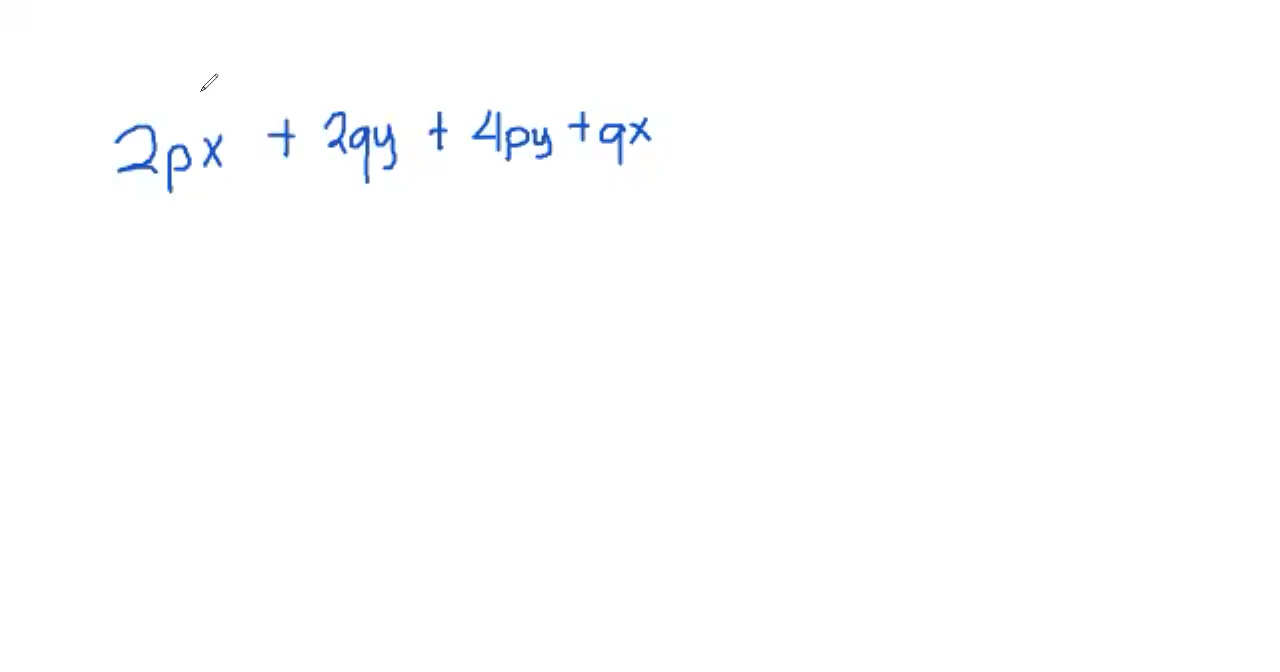 2px + 2qy + 4py + qx